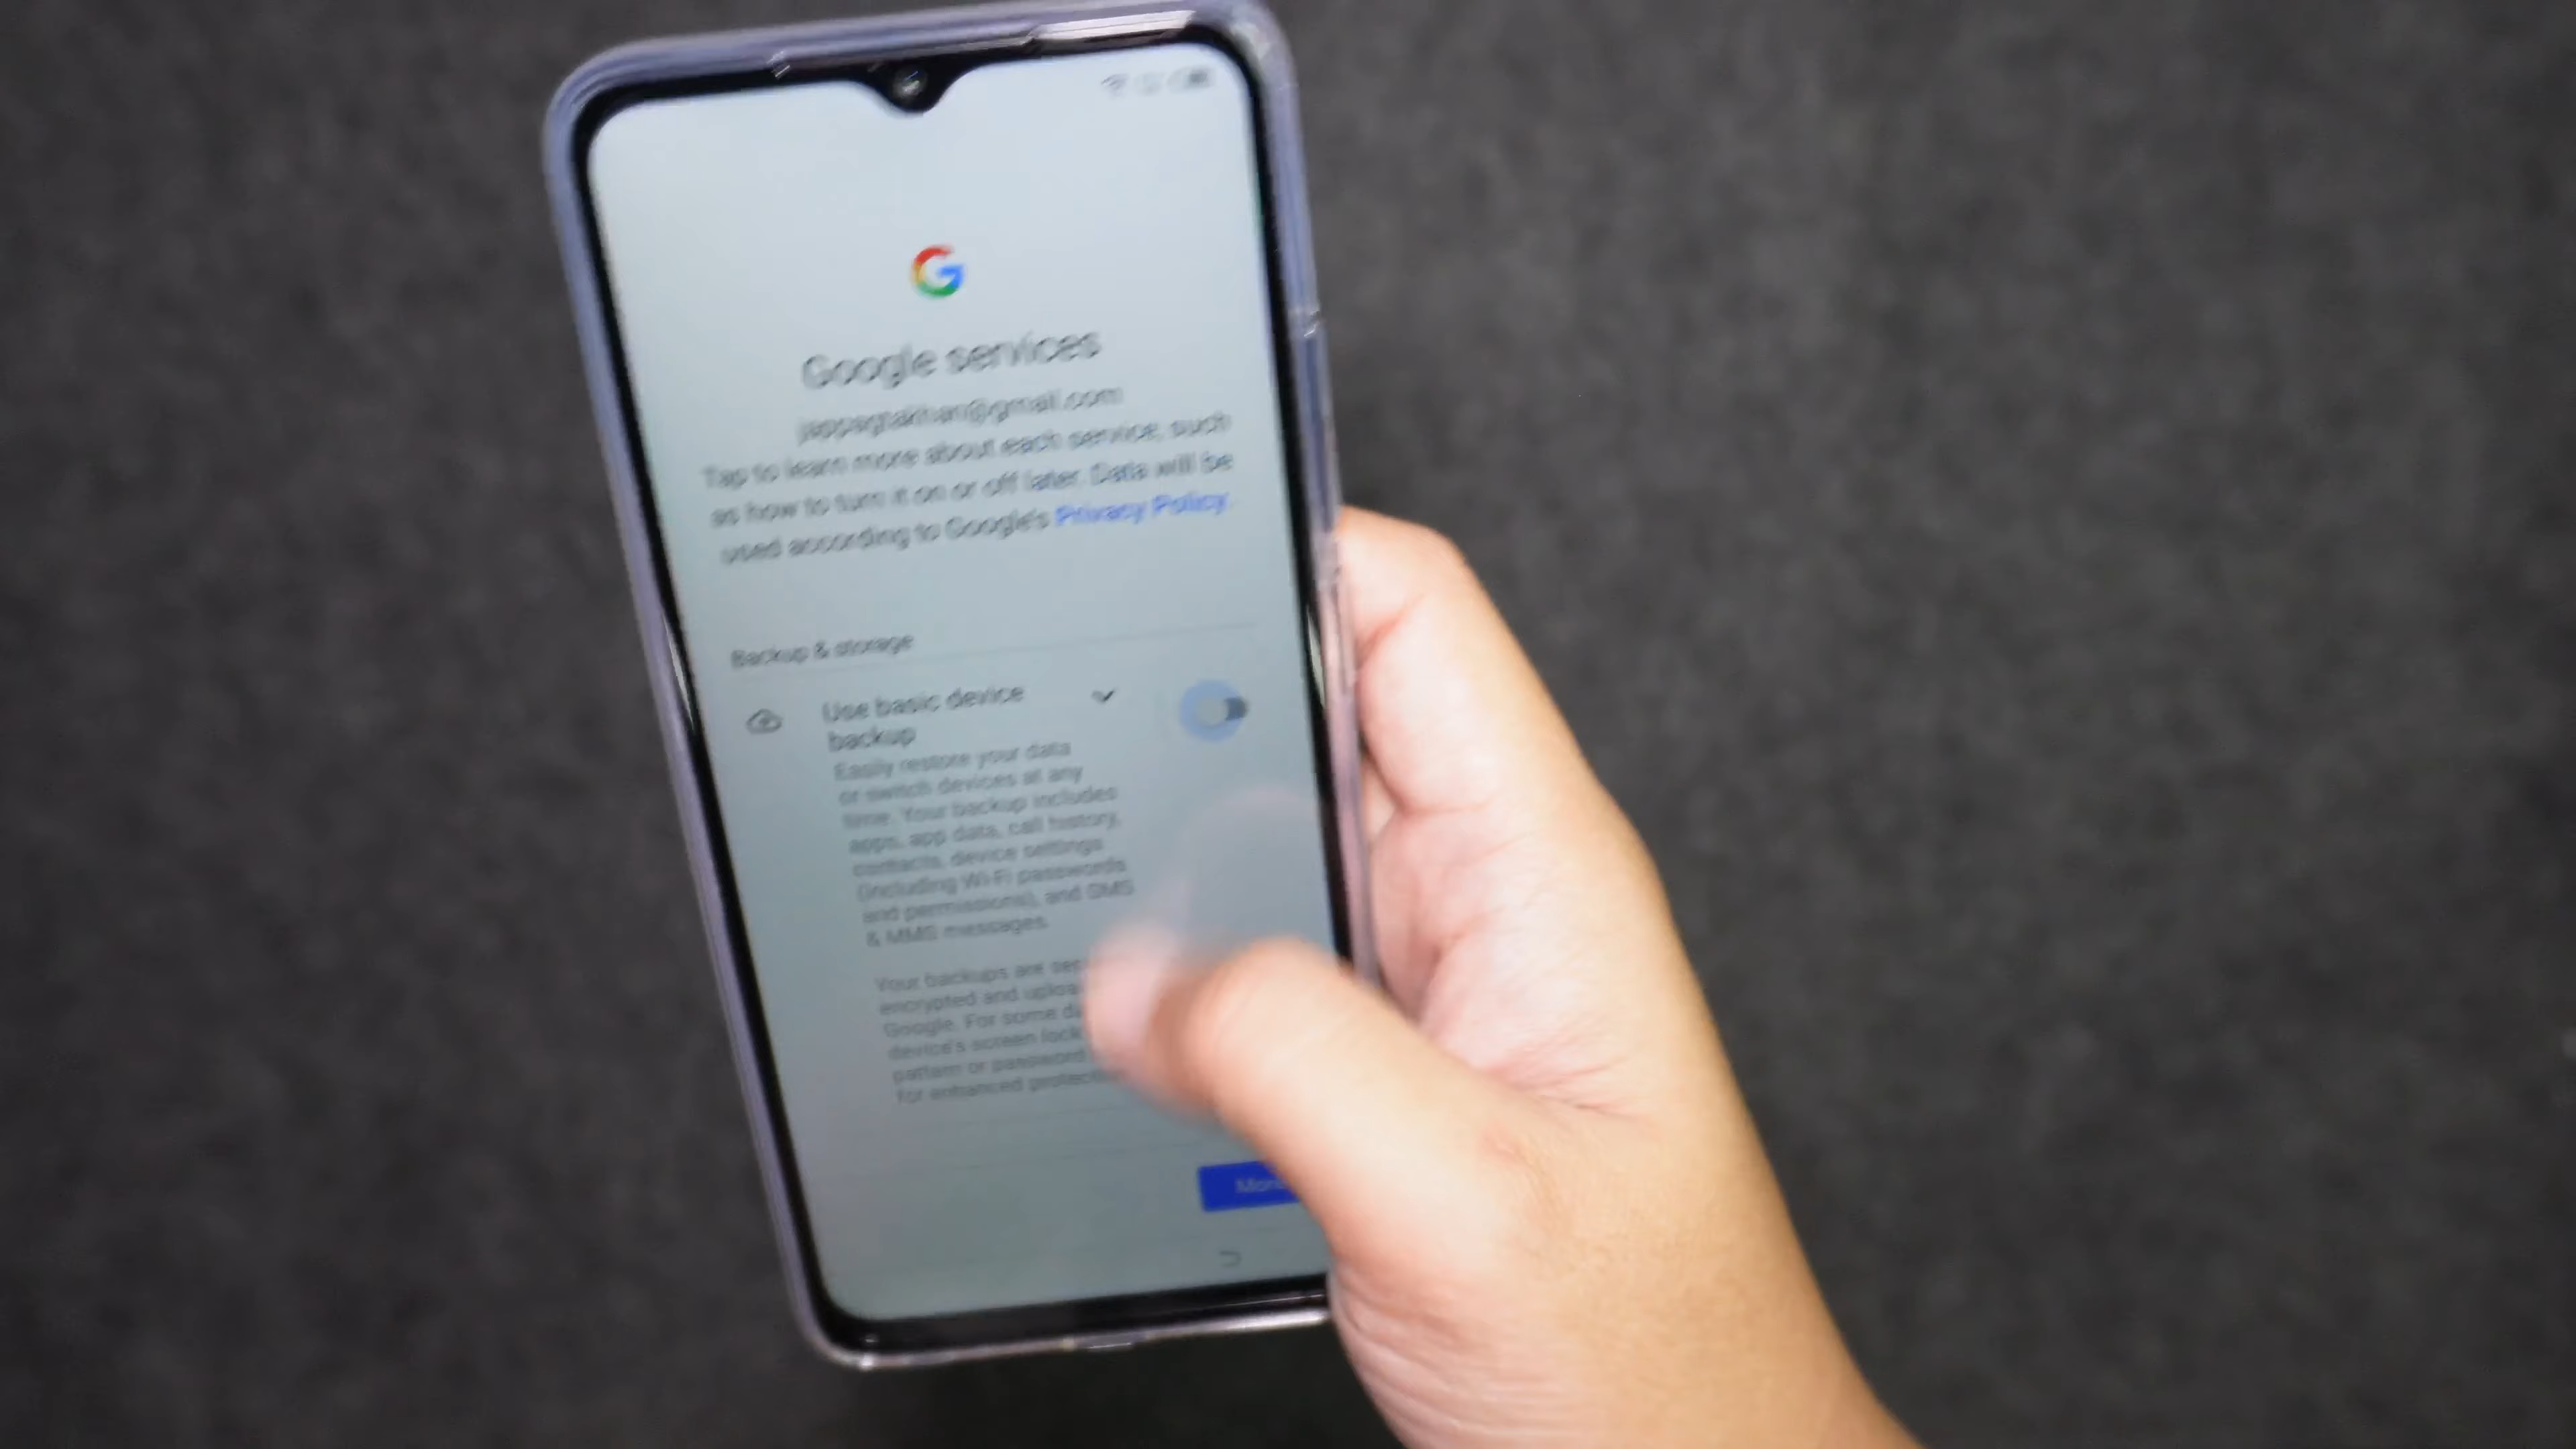 Google services
@gmail.com
Tap to learn more about each service, such
as how to turn it on or off later. Data will be
used according to Google's Privacy Policy.
Backup & storage
Use basic device
backup
Easily restore your data
or switch devices at any
time. Your backup includes
apps, app data, call history,
contacts, device settings
(including Wi-Fi passwords
and permissions), and SMS
& MMS messages.
Your backups are
encrypted and
Google. For some
device's screen lock
pattern or password
for enhanced